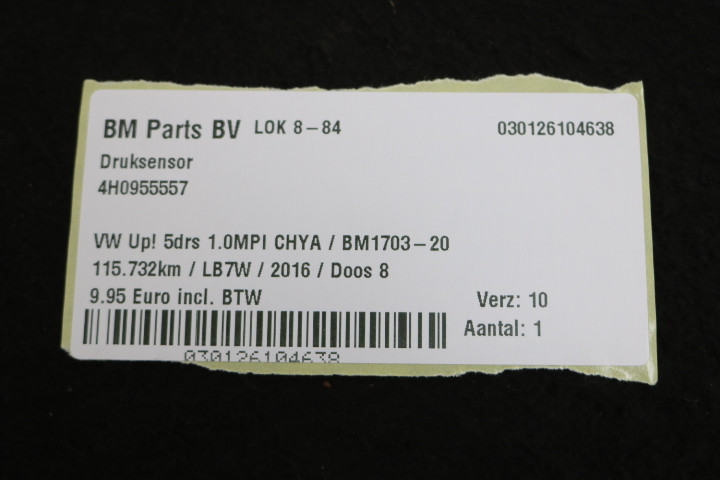 BM Parts BV LOK 8-84 030126104638
Druksensor
4H0955557
VW Up! 5drs 1.0MPI CHYA / BM1703-20
115.732km / LB7W / 2016 / Doos 8
9.95 Euro incl. BTW Verz: 10
Aantal: 1
030126104638